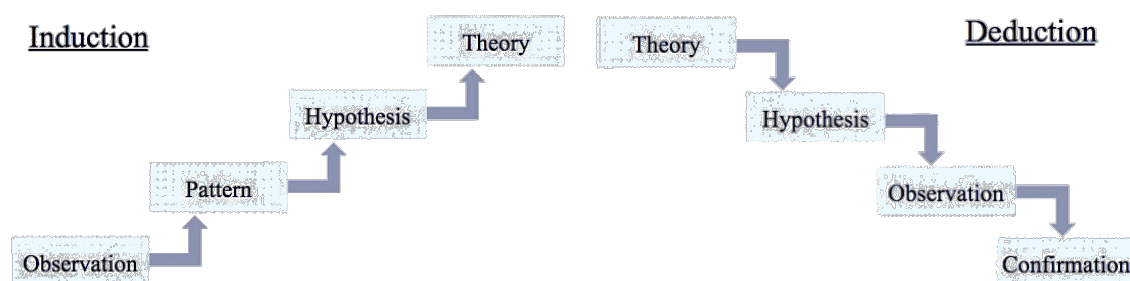 Induction
Theory
Hypothesis
Pattern
Observation
Deduction
Theory
Hypothesis
Observation
Confirmation